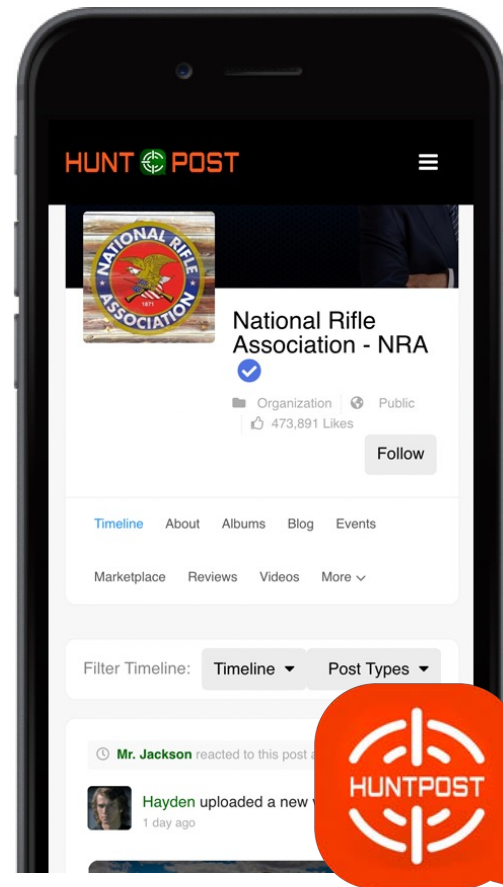 HUNT POST
NATIONAL RIFLE
ASSOCIATION
1871
National Rifle
Association - NRA
Organization Public
473,891 Likes
Follow
Timeline About Albums Blog Events
Marketplace Reviews Videos More
Filter Timeline: Timeline Post Types
Mr. Jackson reacted to this post
Hayden uploaded a new
1 day ago
HUNTPOST